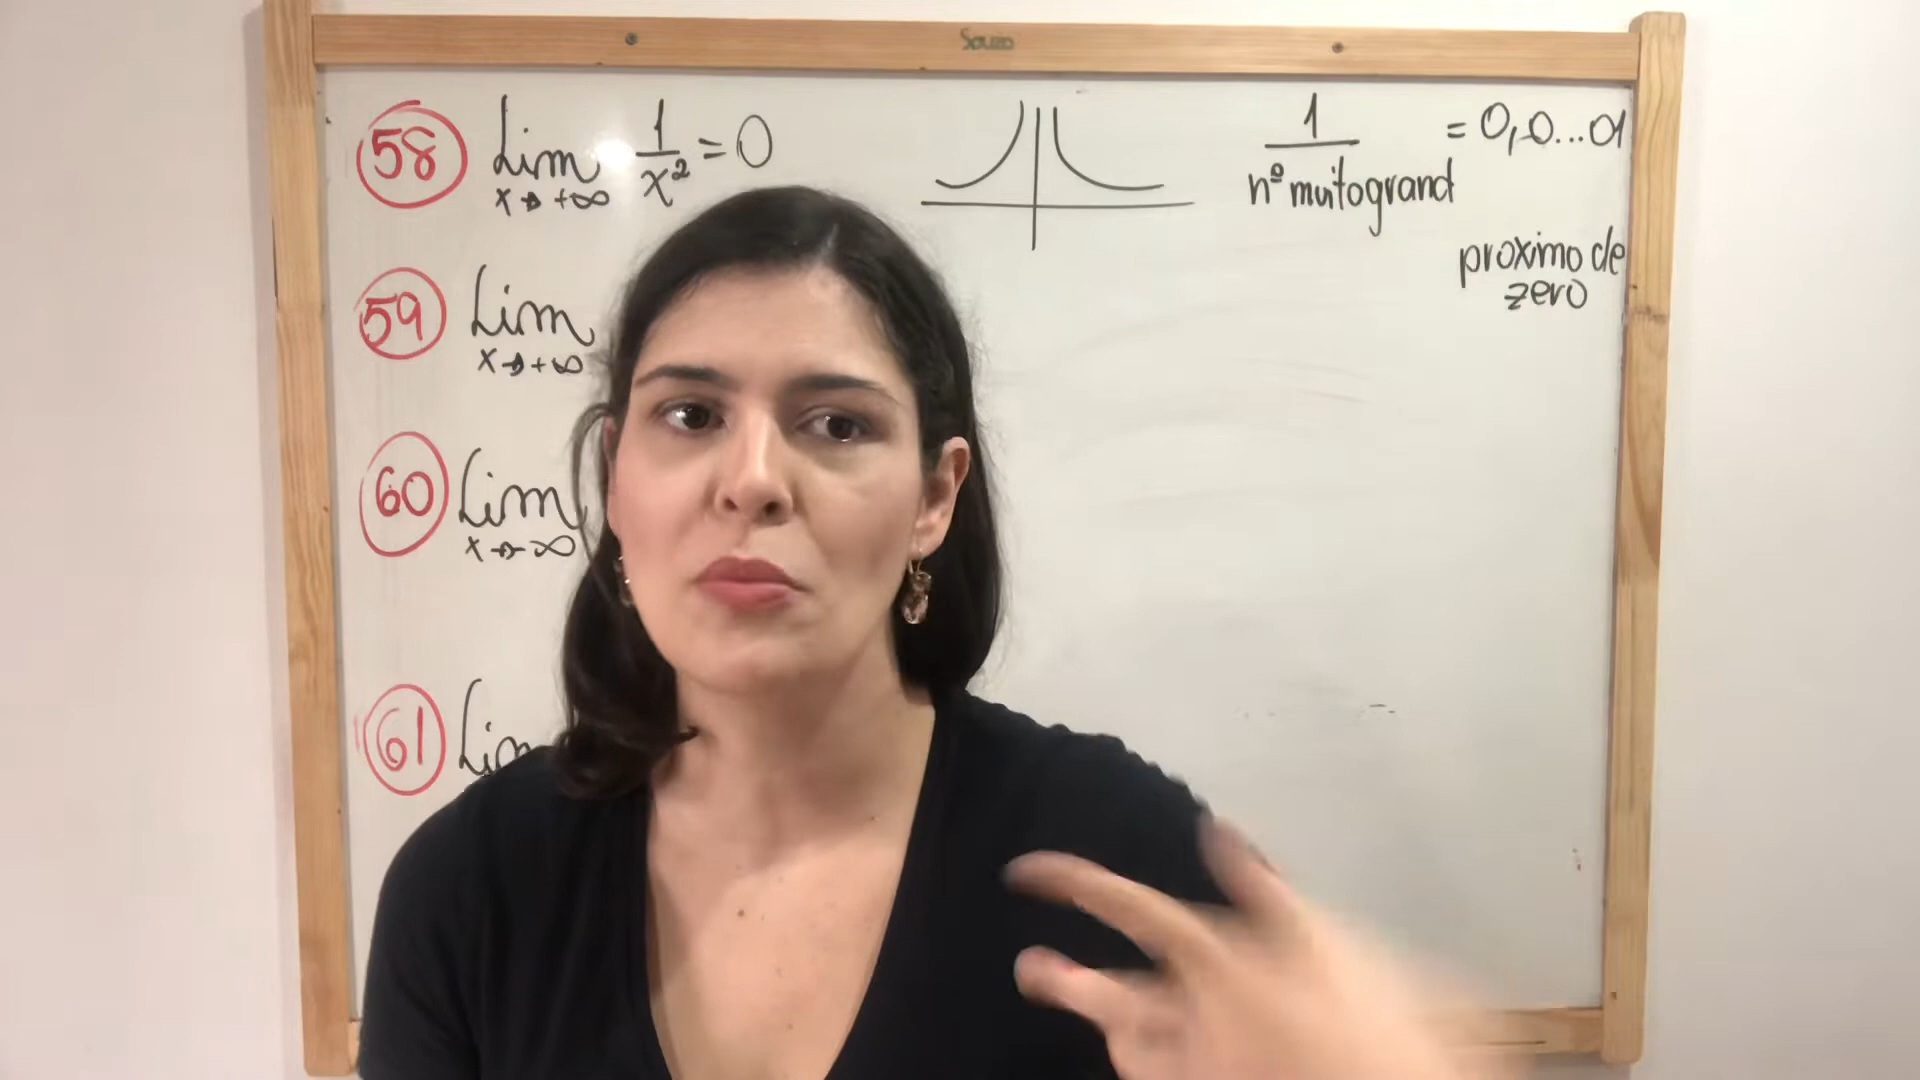 Souza
58 Lim x→+∞ 1/x² = 0
1/nº muito grand = 0,0...01
proximo de
zero
59 Lim x→+∞
60 Lim x→-∞
61 Lim